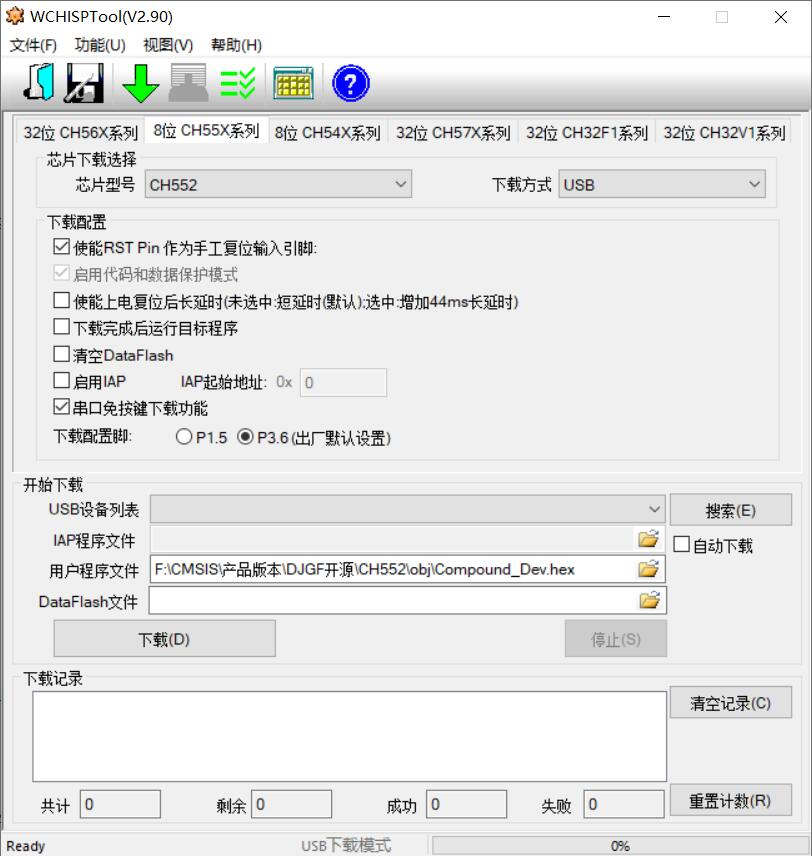 WCHISPTool(V2.90)
文件(F) 功能(U) 视图(V) 帮助(H)
32位 CH56X系列 8位 CH55X系列 8位 CH54X系列 32位 CH57X系列 32位 CH32F1系列 32位 CH32V1系列
芯片下载选择
芯片型号 CH552 下载方式 USB
下载配置
使能RST Pin 作为手工复位输入引脚:
启用代码和数据保护模式
使能上电复位后长延时(未选中:短延时(默认);选中:增加44ms长延时)
下载完成后运行目标程序
清空DataFlash
启用IAP IAP起始地址: 0x 0
串口免按键下载功能
下载配置脚: P1.5 P3.6(出厂默认设置)
开始下载
USB设备列表 搜索(E)
IAP程序文件 自动下载
用户程序文件 F:\CMSIS\产品版本\DJGF开源\CH552\obj\Compound_Dev.hex
DataFlash文件
下载(D) 停止(S)
下载记录
清空记录(C)
共计 0 剩余 0 成功 0 失败 0 重置计数(R)
Ready USB下载模式 0%